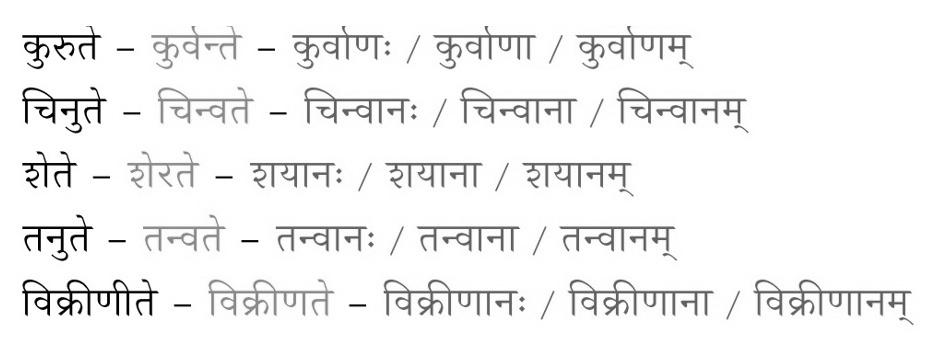 कुरुते – कुर्वन्ते – कुर्वाणः / कुर्वाणा / कुर्वाणम्
चिनुते – चिन्वते – चिन्वानः / चिन्वाना / चिन्वानम्
शेते – शेरते – शयानः / शयाना / शयानम्
तनुते – तन्वते – तन्वानः / तन्वाना / तन्वानम्
विक्रीणीते – विक्रीणते – विक्रीणानः / विक्रीणाना / विक्रीणानम्